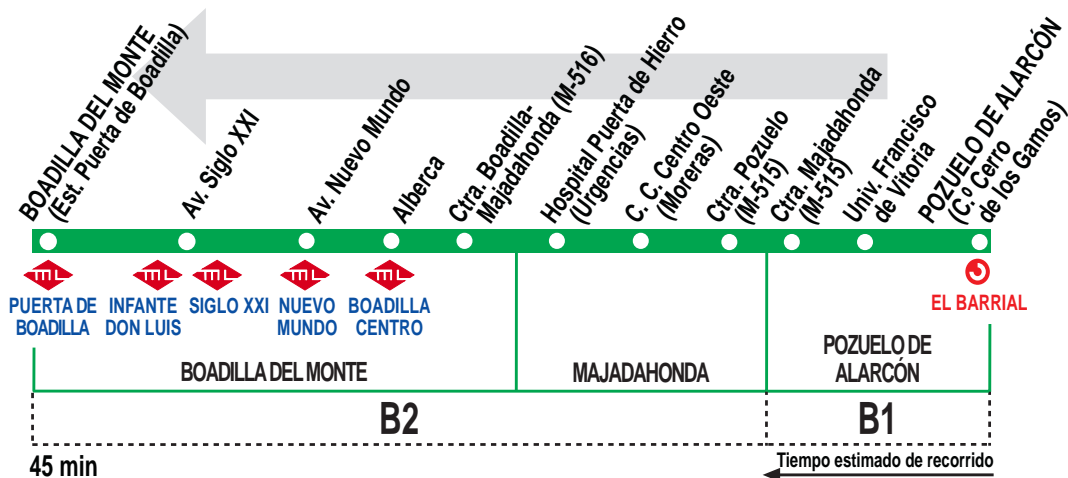 BOADILLA DEL MONTE
(Est. Puerta de Boadilla)
Av. Siglo XXI
Av. Nuevo Mundo
Alberca
Ctra. Boadilla-
Majadahonda (M-516)
Hospital Puerta de Hierro
(Urgencias)
C. C. Centro Oeste
(Moreras)
Ctra. Pozuelo
(M-515)
Ctra. Majadahonda
(M-515)
Univ. Francisco
de Vitoria
POZUELO DE ALARCÓN
(C.º Cerro
de los Gamos)
ML
ML
ML
ML
ML
PUERTA DE
BOADILLA
INFANTE
DON LUIS
SIGLO XXI
NUEVO
MUNDO
BOADILLA
CENTRO
EL BARRIAL
BOADILLA DEL MONTE
MAJADAHONDA
POZUELO DE
ALARCÓN
B2
B1
45 min
Tiempo estimado de recorrido